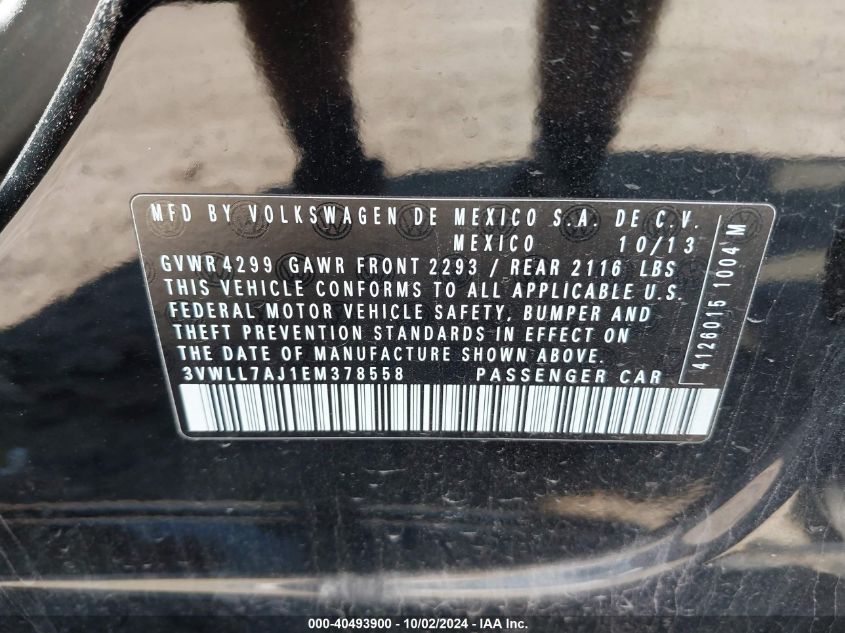 MFD BY VOLKSWAGEN DE MEXICO S.A. DE C.V.
MEXICO 10/13
GVWR 4299 GAWR FRONT 2293 / REAR 2116 LBS
THIS VEHICLE CONFORMS TO ALL APPLICABLE U.S.
FEDERAL MOTOR VEHICLE SAFETY, BUMPER AND
THEFT PREVENTION STANDARDS IN EFFECT ON
THE DATE OF MANUFACTURE SHOWN ABOVE.
3VWLL7AJ1EM378558 PASSENGER CAR
4126015 1004 M
000-40493900 - 10/02/2024 - IAA Inc.